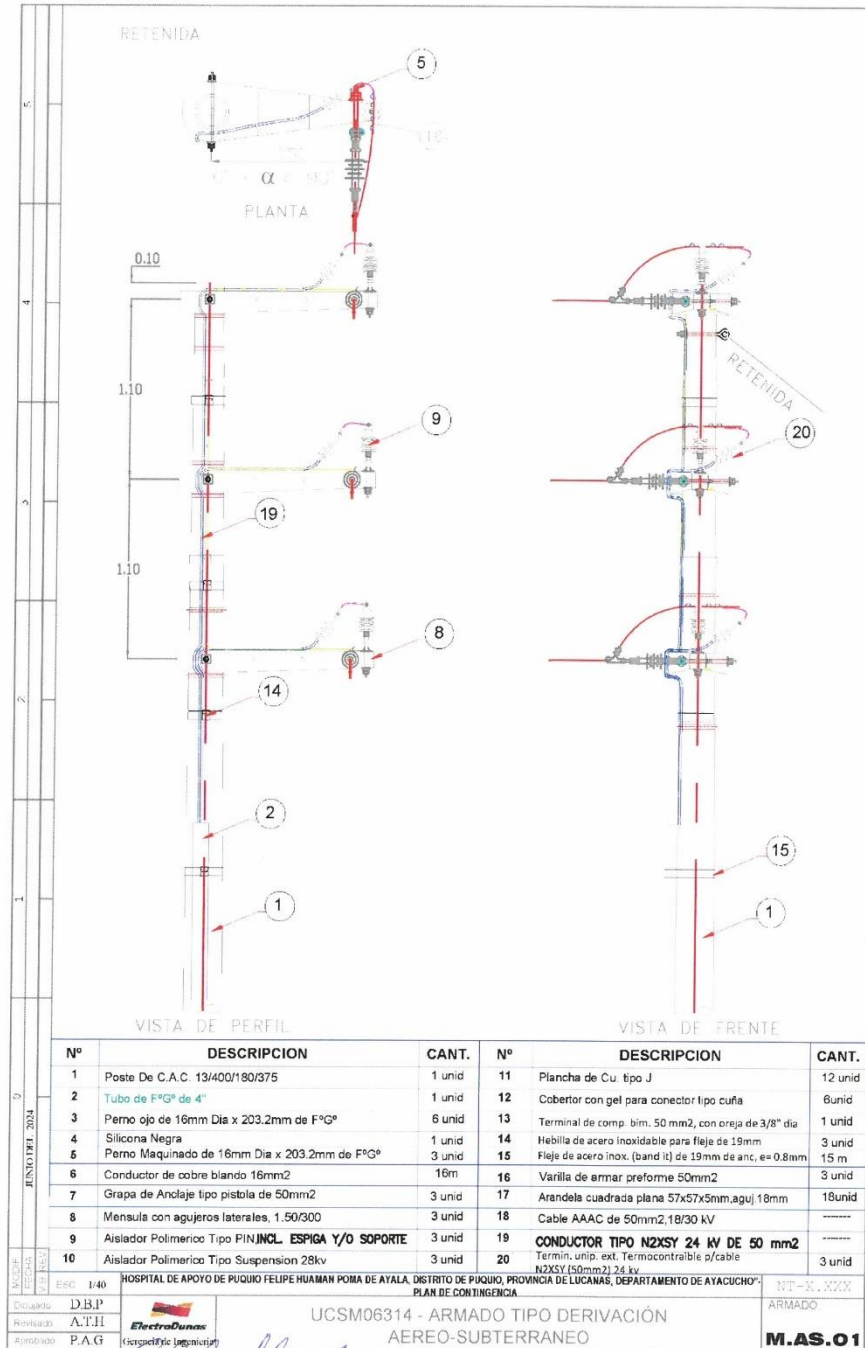 RETENIDA
5
α
PLANTA
0.10
1.10
9
RETENIDA
20
19
1.10
8
14
2
15
1
1
VISTA DE PERFIL
VISTA DE FRENTE
5
4
3
2
1
0
Nº DESCRIPCION CANT. Nº DESCRIPCION CANT.
1 Poste De C.A.C. 13/400/180/375 1 unid 11 Plancha de Cu. tipo J 12 unid
2 Tubo de FºGº de 4" 1 unid 12 Cobertor con gel para conector tipo cuña 6unid
3 Perno ojo de 16mm Dia x 203.2mm de FºGº 6 unid 13 Terminal de comp. bim. 50 mm2, con oreja de 3/8" dia 1 unid
4 Silicona Negra 1 unid 14 Hebilla de acero inoxidable para fleje de 19mm 3 unid
5 Perno Maquinado de 16mm Dia x 203.2mm de FºGº 3 unid 15 Fleje de acero inox. (band it) de 19mm de anc, e= 0.8mm 15 m
6 Conductor de cobre blando 16mm2 16m 16 Varilla de armar preforme 50mm2 3 unid
7 Grapa de Anclaje tipo pistola de 50mm2 3 unid 17 Arandela cuadrada plana 57x57x5mm,aguj 18mm 18unid
8 Mensula con agujeros laterales, 1.50/300 3 unid 18 Cable AAAC de 50mm2,18/30 kV -------
9 Aislador Polimerico Tipo PIN,INCL. ESPIGA Y/O SOPORTE 3 unid 19 CONDUCTOR TIPO N2XSY 24 kV DE 50 mm2 -------
10 Aislador Polimerico Tipo Suspension 28kv 3 unid 20 Termin. unip. ext. Termocontraible p/cable N2XSY (50mm2) 24 kv 3 unid
JUNIO DEL 2024
MODIF
FECHA
ESC 1/40
HOSPITAL DE APOYO DE PUQUIO FELIPE HUAMAN POMA DE AYALA, DISTRITO DE PUQUIO, PROVINCIA DE LUCANAS, DEPARTAMENTO DE AYACUCHO"-
PLAN DE CONTINGENCIA
NT-X.XXX
Dibujado D.B.P
Revisado A.T.H
Aprobado P.A.G
ElectroDunas
Gerencia de Ingenieria
UCSM06314 - ARMADO TIPO DERIVACIÓN
AEREO-SUBTERRANEO
ARMADO
M.AS.01